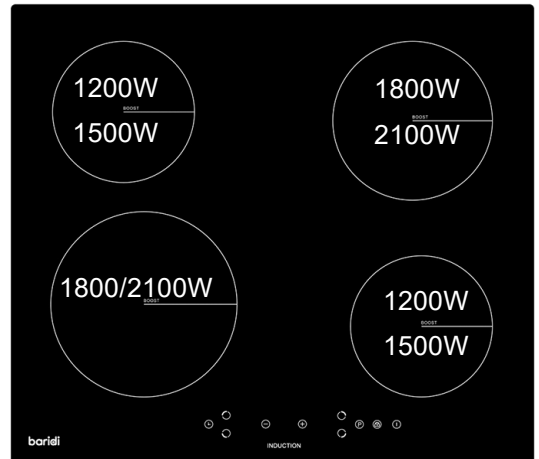 1200W
BOOST
1500W
1800W
BOOST
2100W
1800/2100W
BOOST
1200W
BOOST
1500W
P
baridi
INDUCTION